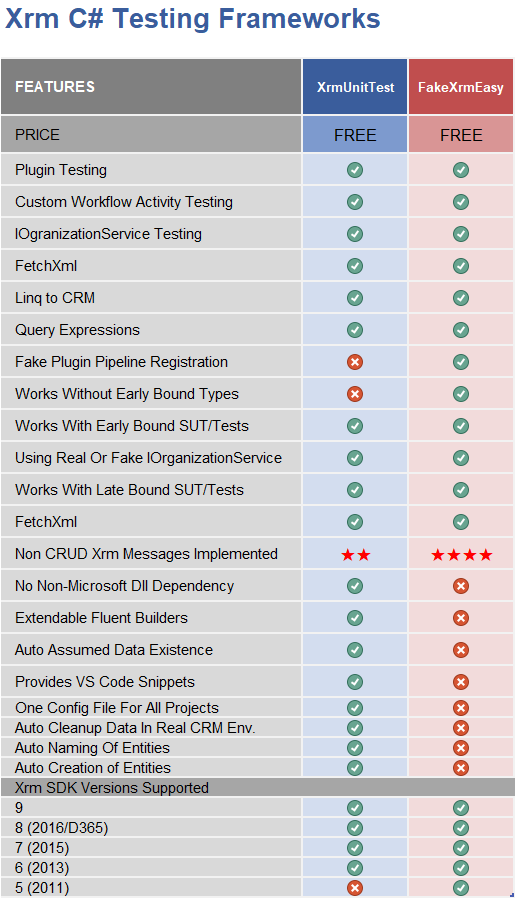 Xrm C# Testing Frameworks
FEATURES XrmUnitTest FakeXrmEasy
PRICE FREE FREE
Plugin Testing
Custom Workflow Activity Testing
IOgranizationService Testing
FetchXml
Linq to CRM
Query Expressions
Fake Plugin Pipeline Registration
Works Without Early Bound Types
Works With Early Bound SUT/Tests
Using Real Or Fake IOrganizationService
Works With Late Bound SUT/Tests
FetchXml
Non CRUD Xrm Messages Implemented ★★ ★★★★
No Non-Microsoft Dll Dependency
Extendable Fluent Builders
Auto Assumed Data Existence
Provides VS Code Snippets
One Config File For All Projects
Auto Cleanup Data In Real CRM Env.
Auto Naming Of Entities
Auto Creation of Entities
Xrm SDK Versions Supported
9
8 (2016/D365)
7 (2015)
6 (2013)
5 (2011)